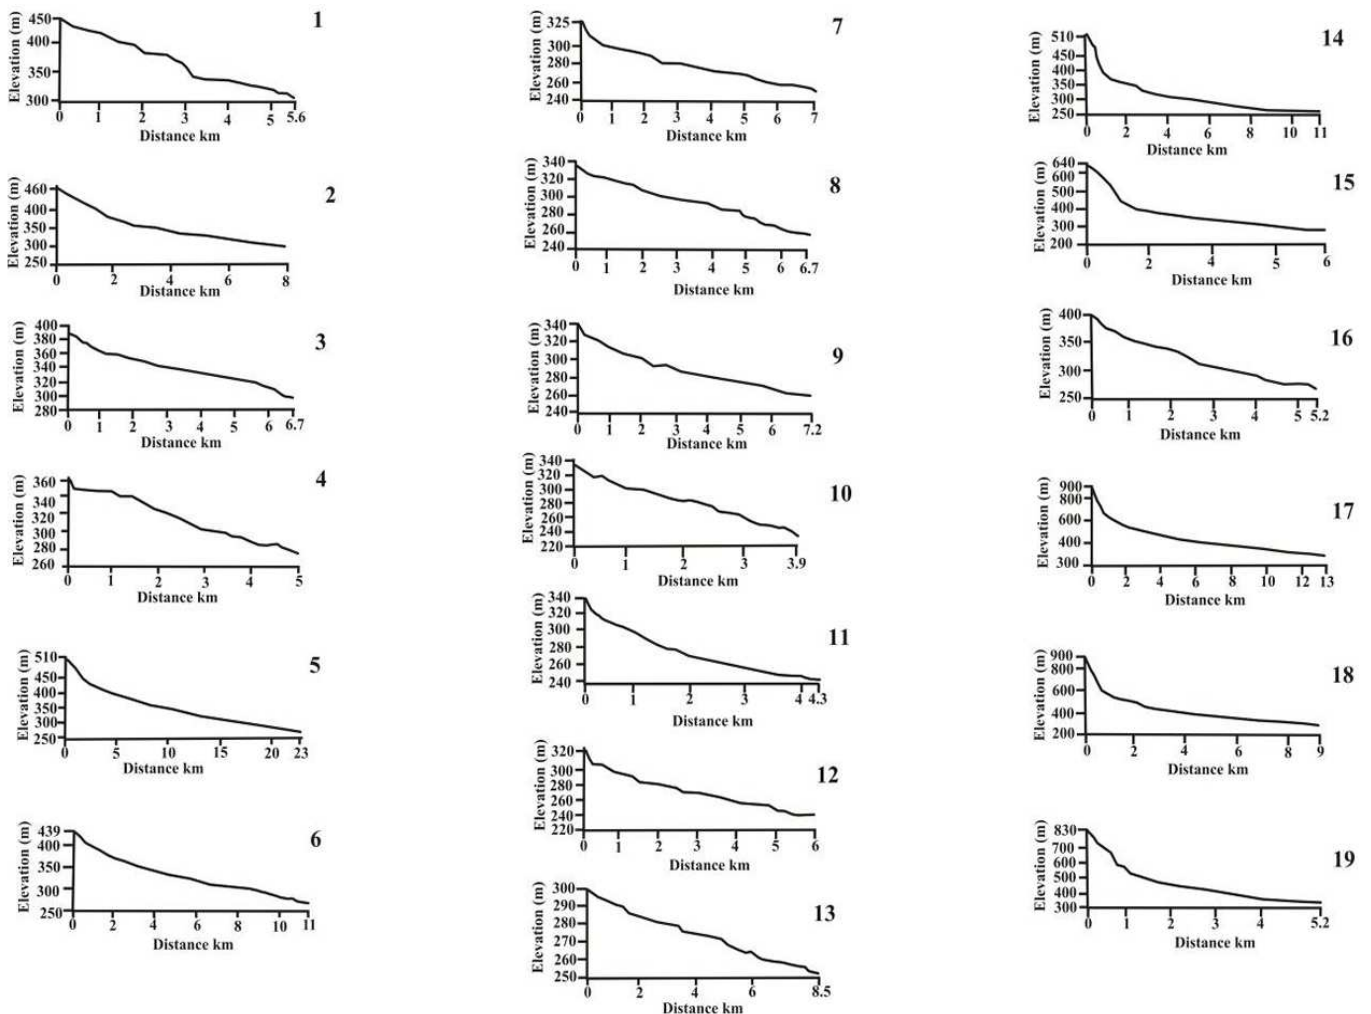 1
Elevation (m)
450
400
350
300
0 1 2 3 4 5 5.6
Distance km
2
Elevation (m)
460
400
350
300
250
0 2 4 6 8
Distance km
3
Elevation (m)
400
380
360
340
320
300
280
0 1 2 3 4 5 6 6.7
Distance km
4
Elevation (m)
360
340
320
300
280
260
0 1 2 3 4 5
Distance km
5
Elevation (m)
510
450
400
350
300
250
0 5 10 15 20 23
Distance km
6
Elevation (m)
439
400
350
300
250
0 2 4 6 8 10 11
Distance km
7
Elevation (m)
325
300
280
260
240
0 1 2 3 4 5 6 7
Distance km
8
Elevation (m)
340
320
300
280
260
240
0 1 2 3 4 5 6 6.7
Distance km
9
Elevation (m)
340
320
300
280
260
240
0 1 2 3 4 5 6 7.2
Distance km
10
Elevation (m)
340
320
300
280
260
240
220
0 1 2 3 3.9
Distance km
11
Elevation (m)
340
320
300
280
260
240
0 1 2 3 4 4.3
Distance km
12
Elevation (m)
320
300
280
260
240
220
0 1 2 3 4 5 6
Distance km
13
Elevation (m)
300
290
280
270
260
250
0 2 4 6 8.5
Distance km
14
Elevation (m)
510
450
400
350
300
250
0 2 4 6 8 10 11
Distance km
15
Elevation (m)
640
600
500
400
300
200
0 2 4 5 6
Distance km
16
Elevation (m)
400
350
300
250
0 1 2 3 4 5 5.2
Distance km
17
Elevation (m)
900
800
600
400
300
0 2 4 6 8 10 12 13
Distance km
18
Elevation (m)
900
800
600
400
200
0 2 4 6 8 9
Distance km
19
Elevation (m)
830
700
600
500
400
300
0 1 2 3 4 5.2
Distance km